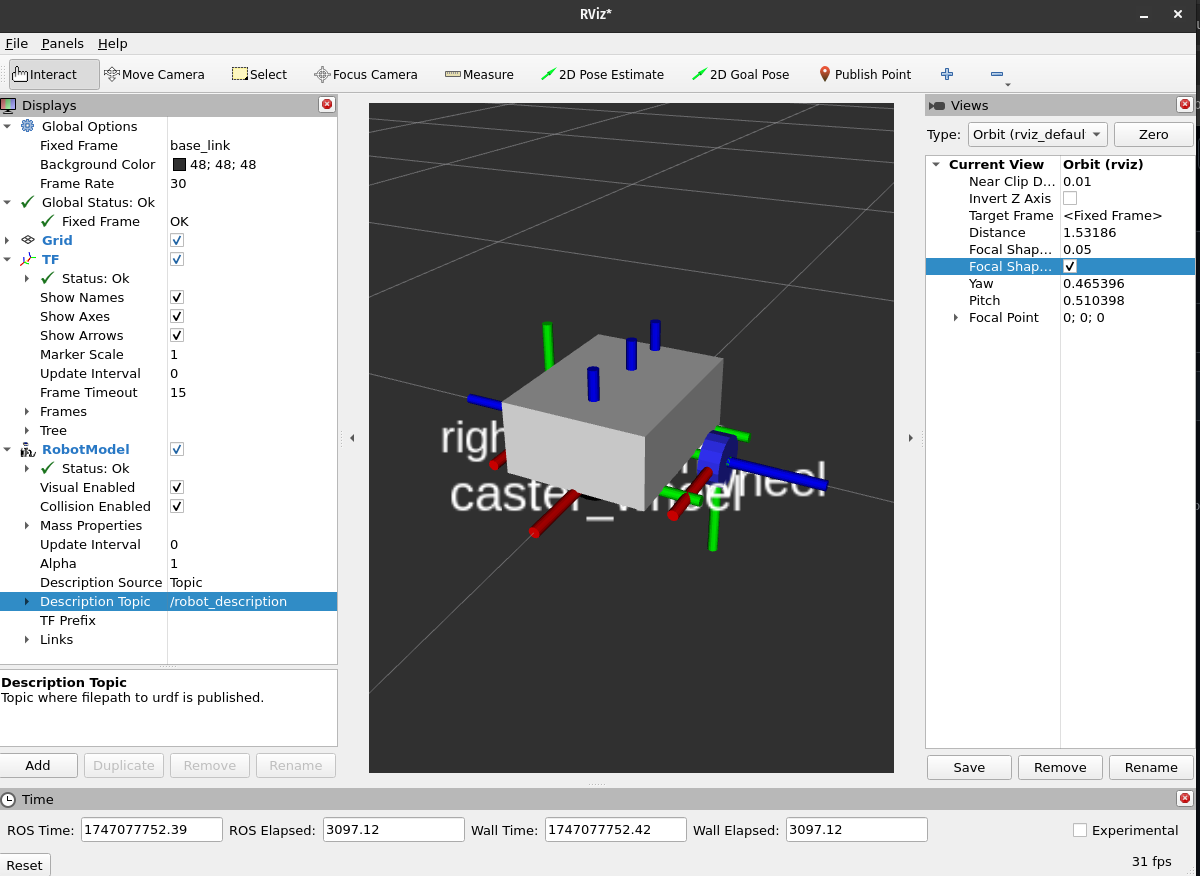 RViz*
File Panels Help
Interact Move Camera Select Focus Camera Measure 2D Pose Estimate 2D Goal Pose Publish Point
Displays
Global Options
Fixed Frame base_link
Background Color 48; 48; 48
Frame Rate 30
Global Status: Ok
Fixed Frame OK
Grid
TF
Status: Ok
Show Names
Show Axes
Show Arrows
Marker Scale 1
Update Interval 0
Frame Timeout 15
Frames
Tree
RobotModel
Status: Ok
Visual Enabled
Collision Enabled
Mass Properties
Update Interval 0
Alpha 1
Description Source Topic
Description Topic /robot_description
TF Prefix
Links
Description Topic
Topic where filepath to urdf is published.
Add Duplicate Remove Rename
righ
caster_wheel
Views
Type: Orbit (rviz_defaul Zero
Current View Orbit (rviz)
Near Clip D... 0.01
Invert Z Axis
Target Frame <Fixed Frame>
Distance 1.53186
Focal Shap... 0.05
Focal Shap...
Yaw 0.465396
Pitch 0.510398
Focal Point 0; 0; 0
Save Remove Rename
Time
ROS Time: 1747077752.39 ROS Elapsed: 3097.12 Wall Time: 1747077752.42 Wall Elapsed: 3097.12 Experimental
Reset 31 fps